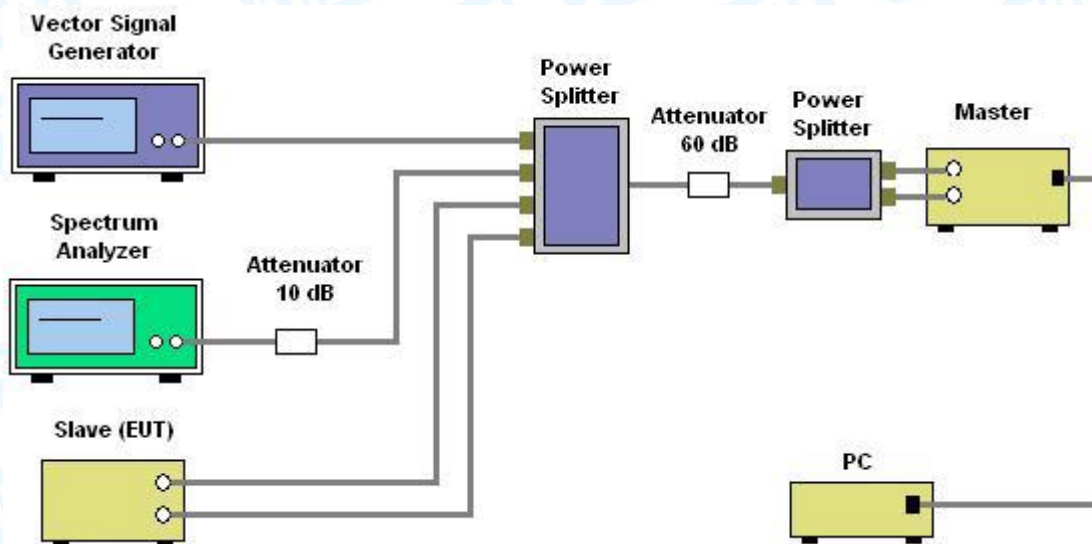 Vector Signal
Generator
Power
Splitter
Attenuator
60 dB
Power
Splitter
Master
Spectrum
Analyzer
Attenuator
10 dB
Slave (EUT)
PC